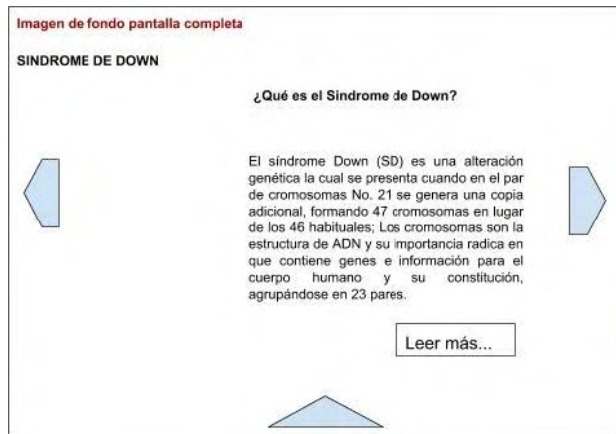 Imagen de fondo pantalla completa
SINDROME DE DOWN
¿Qué es el Sindrome de Down?
El síndrome Down (SD) es una alteración
genética la cual se presenta cuando en el par
de cromosomas No. 21 se genera una copia
adicional, formando 47 cromosomas en lugar
de los 46 habituales; Los cromosomas son la
estructura de ADN y su importancia radica en
que contiene genes e información para el
cuerpo humano y su constitución,
agrupándose en 23 pares.
Leer más...